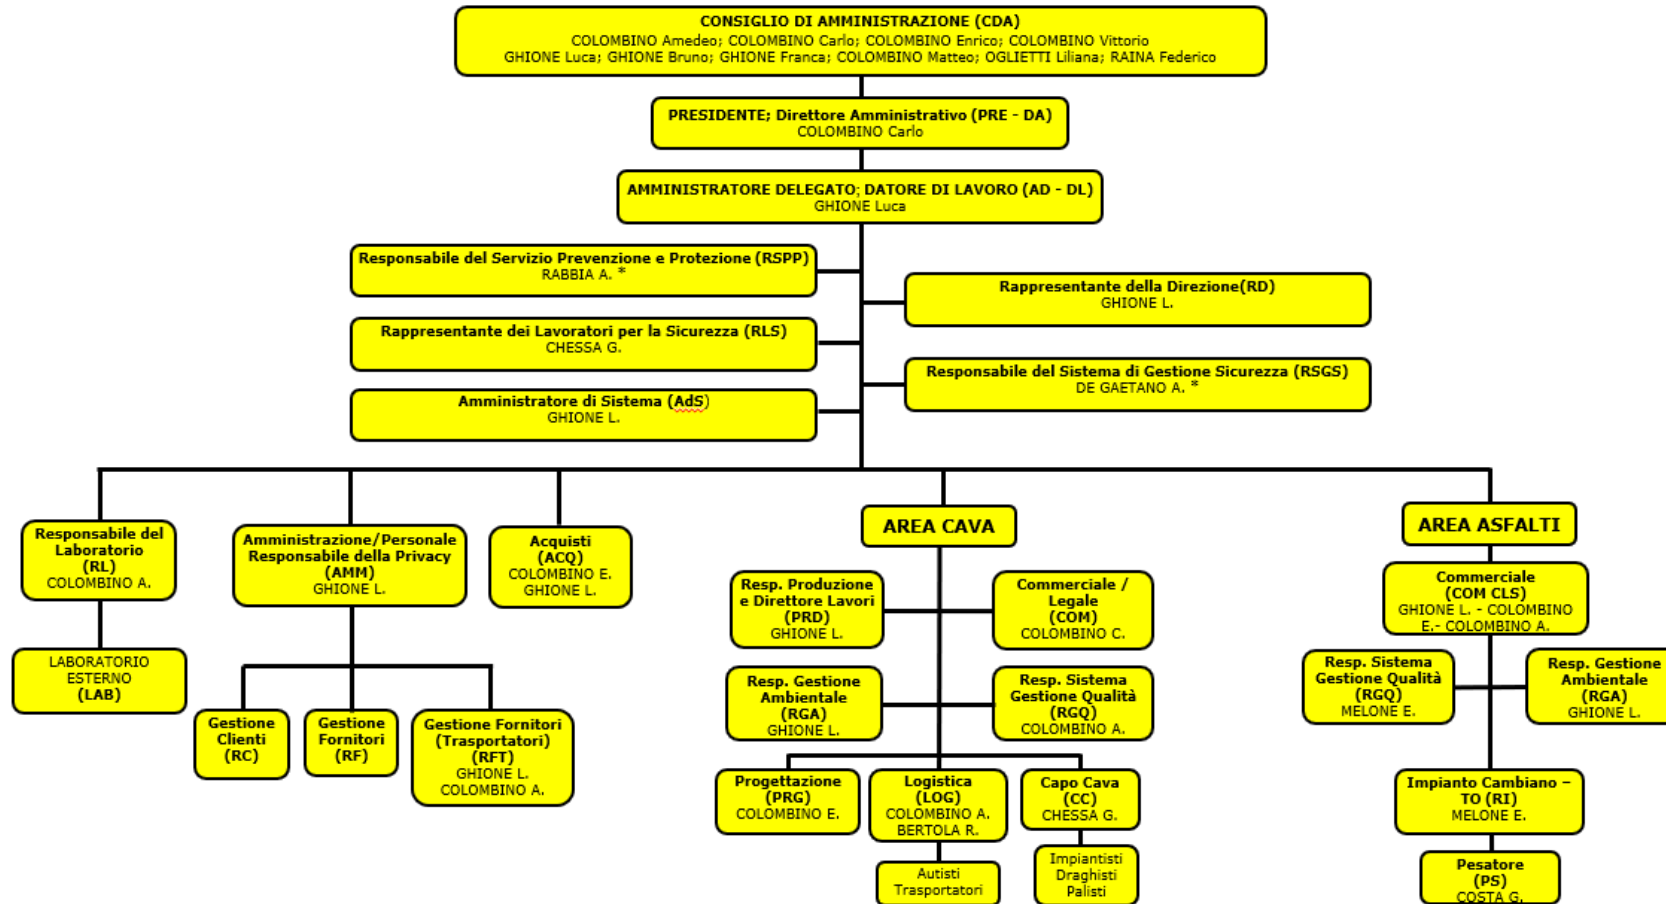 CONSIGLIO DI AMMINISTRAZIONE (CDA)
COLOMBINO Amedeo; COLOMBINO Carlo; COLOMBINO Enrico; COLOMBINO Vittorio
GHIONE Luca; GHIONE Bruno; GHIONE Franca; COLOMBINO Matteo; OGLIETTI Liliana; RAINA Federico
PRESIDENTE; Direttore Amministrativo (PRE - DA)
COLOMBINO Carlo
AMMINISTRATORE DELEGATO; DATORE DI LAVORO (AD - DL)
GHIONE Luca
Responsabile del Servizio Prevenzione e Protezione (RSPP)
RABBIA A. *
Rappresentante della Direzione(RD)
GHIONE L.
Rappresentante dei Lavoratori per la Sicurezza (RLS)
CHESSA G.
Responsabile del Sistema di Gestione Sicurezza (RSGS)
DE GAETANO A. *
Amministratore di Sistema (AdS)
GHIONE L.
Responsabile del
Laboratorio
(RL)
COLOMBINO A.
LABORATORIO
ESTERNO
(LAB)
Amministrazione/Personale
Responsabile della Privacy
(AMM)
GHIONE L.
Gestione
Clienti
(RC)
Gestione
Fornitori
(RF)
Gestione Fornitori
(Trasportatori)
(RFT)
GHIONE L.
COLOMBINO A.
Acquisti
(ACQ)
COLOMBINO E.
GHIONE L.
AREA CAVA
Resp. Produzione
e Direttore Lavori
(PRD)
GHIONE L.
Commerciale /
Legale
(COM)
COLOMBINO C.
Resp. Gestione
Ambientale
(RGA)
GHIONE L.
Resp. Sistema
Gestione Qualità
(RGQ)
COLOMBINO A.
Progettazione
(PRG)
COLOMBINO E.
Logistica
(LOG)
COLOMBINO A.
BERTOLA R.
Autisti
Trasportatori
Capo Cava
(CC)
CHESSA G.
Impiantisti
Draghisti
Palisti
AREA ASFALTI
Commerciale
(COM CLS)
GHIONE L. - COLOMBINO
E.- COLOMBINO A.
Resp. Sistema
Gestione Qualità
(RGQ)
MELONE E.
Resp. Gestione
Ambientale
(RGA)
GHIONE L.
Impianto Cambiano –
TO (RI)
MELONE E.
Pesatore
(PS)
COSTA G.